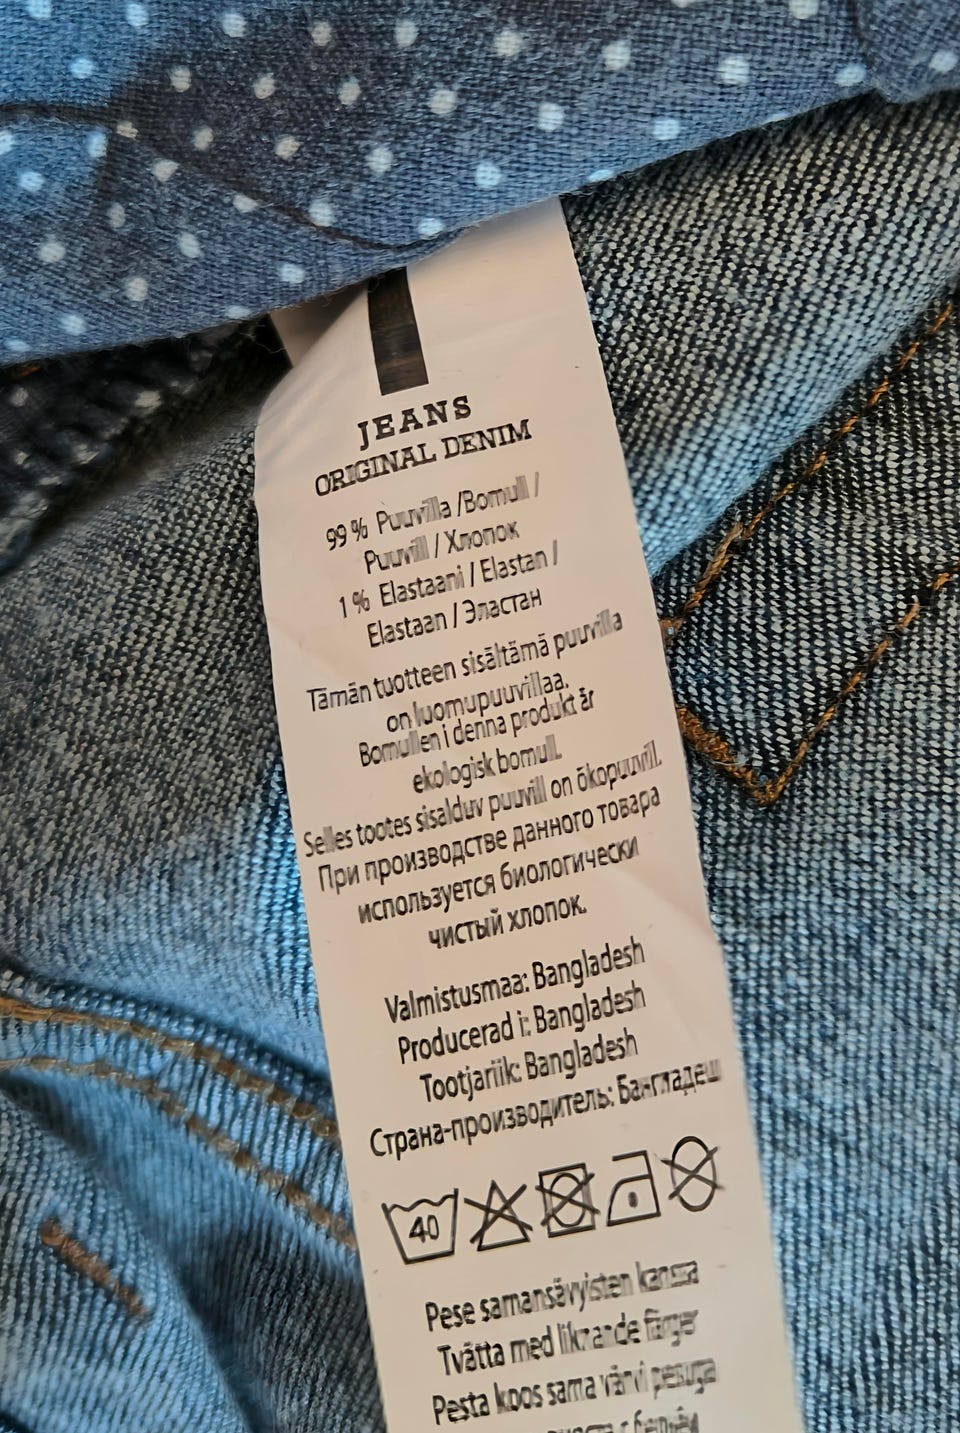 JEANS
ORIGINAL DENIM
99 % Puuvilla /Bomull /
Puuvill / Хлопок
1 % Elastaani / Elastan /
Elastaan / Эластан
Tämän tuotteen sisältämä puuvilla
on luomupuuvillaa.
Bomullen i denna produkt är
ekologisk bomull.
Selles tootes sisalduv puuvill on ökopuuvill.
При производстве данного товара
используется биологически
чистый хлопок.
Valmistusmaa: Bangladesh
Producerad i: Bangladesh
Tootjariik: Bangladesh
Страна-производитель: Бангладеш
40
Pese samansävyisten kanssa
Tvätta med liknande färger
Pesta koos sama värvi pesuga